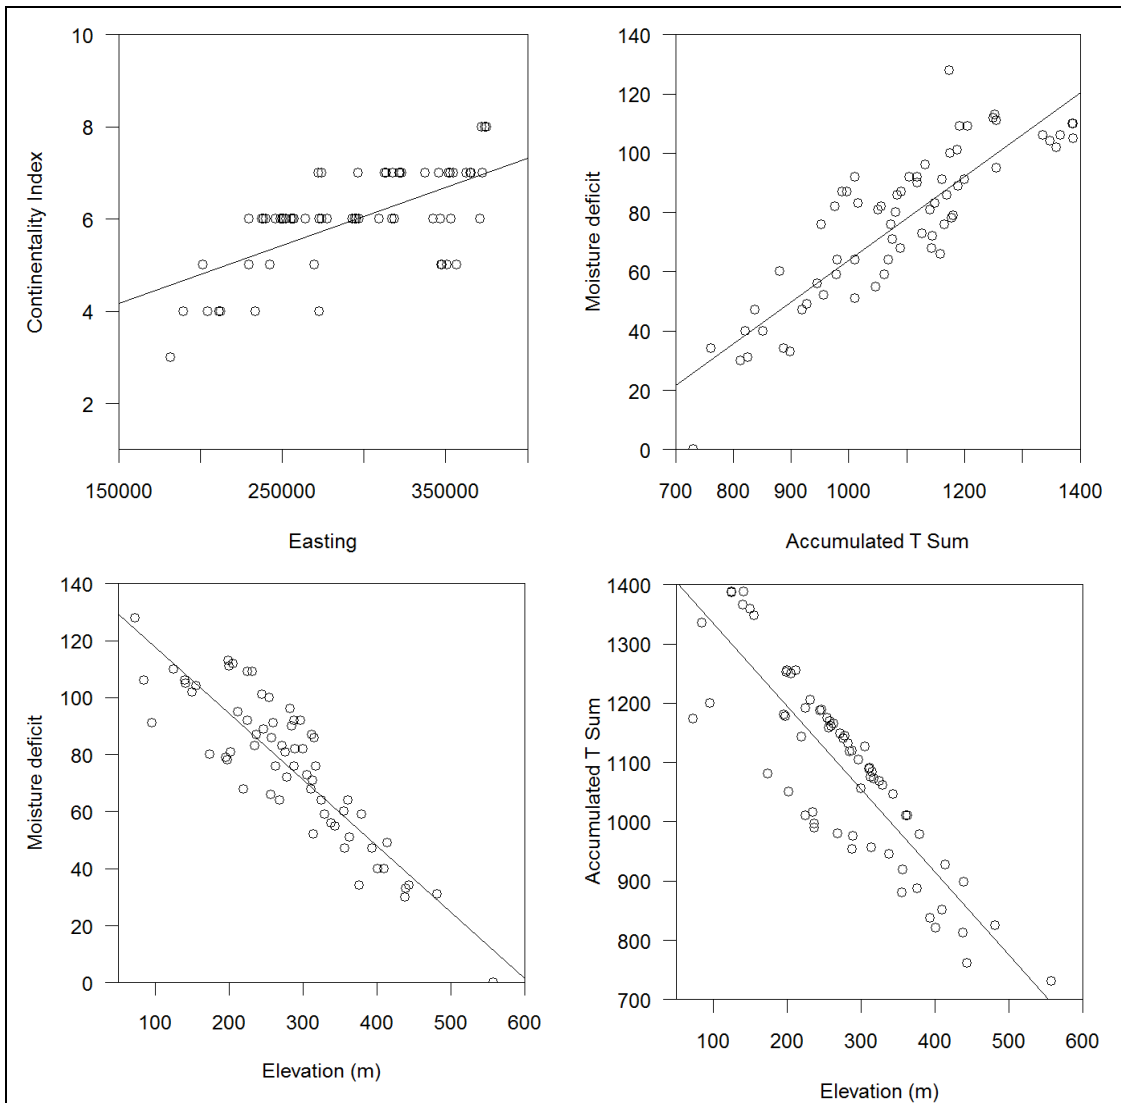 10
8
6
4
2
Continentality Index
150000 250000 350000
Easting
140
120
100
80
60
40
20
0
Moisture deficit
700 800 900 1000 1200 1400
Accumulated T Sum
140
120
100
80
60
40
20
0
Moisture deficit
100 200 300 400 500 600
Elevation (m)
1400
1300
1200
1100
1000
900
800
700
Accumulated T Sum
100 200 300 400 500 600
Elevation (m)